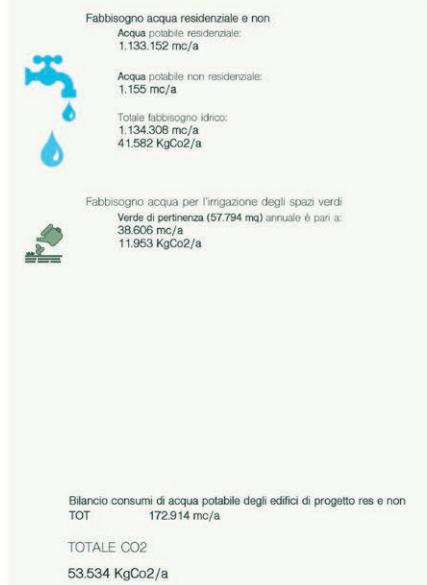 Fabbisogno acqua residenziale e non
Acqua potabile residenziale:
1.133.152 mc/a
Acqua potabile non residenziale:
1.155 mc/a
Totale fabbisogno idrico:
1.134.308 mc/a
41.582 KgCo2/a
Fabbisogno acqua per l'irrigazione degli spazi verdi
Verde di pertinenza (57.794 mq) annuale è pari a:
38.606 mc/a
11.953 KgCo2/a
Bilancio consumi di acqua potabile degli edifici di progetto res e non
TOT 172.914 mc/a
TOTALE CO2
53.534 KgCo2/a